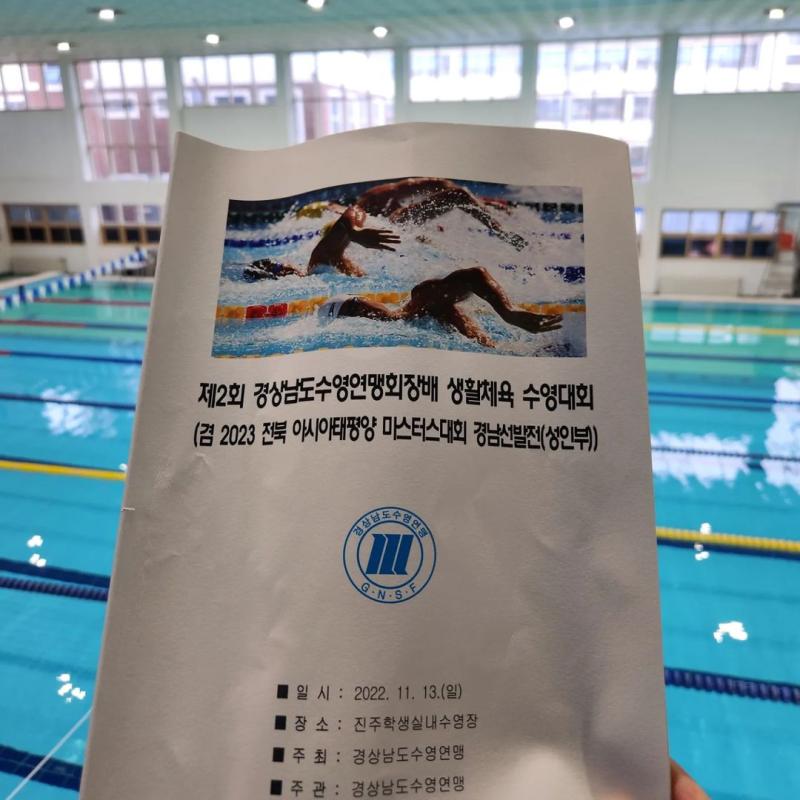 제2회 경상남도수영연맹회장배 생활체육 수영대회
(겸 2023 전북 아시아태평양 마스터스대회 경남선발전(성인부))
경상남도수영연맹
G·N·S·F
■ 일 시 : 2022. 11. 13.(일)
■ 장 소 : 진주학생실내수영장
■ 주 최 : 경상남도수영연맹
■ 주 관 : 경상남도수영연맹